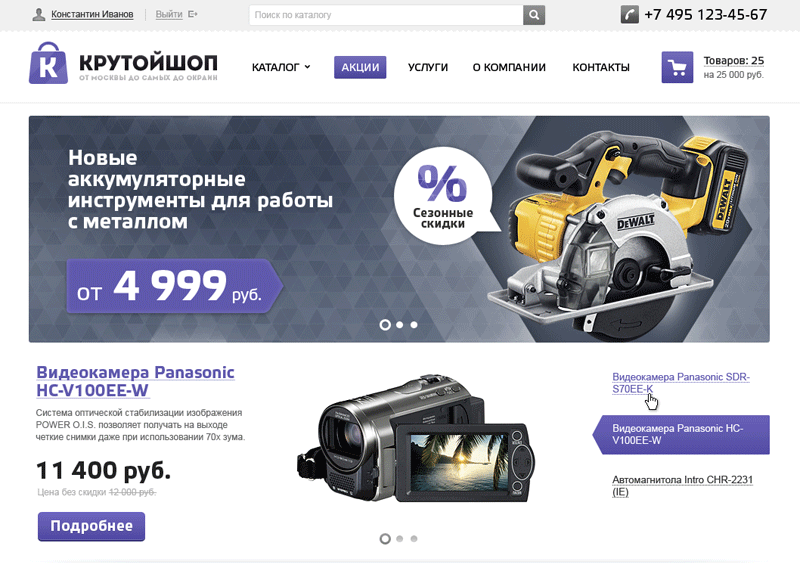 Константин Иванов
Выйти
Поиск по каталогу
+7 495 123-45-67
К
КРУТОЙШОП
ОТ МОСКВЫ ДО САМЫХ ДО ОКРАИН
КАТАЛОГ
АКЦИИ
УСЛУГИ
О КОМПАНИИ
КОНТАКТЫ
Товаров: 25
на 25 000 руб.
Новые
аккумуляторные
инструменты для работы
с металлом
от 4 999 руб.
%
Сезонные
скидки
DEWALT
DEWALT
Видеокамера Panasonic
HC-V100EE-W
Система оптической стабилизации изображения
POWER O.I.S. позволяет получать на выходе
четкие снимки даже при использовании 70x зума.
11 400 руб.
Цена без скидки 12 000 руб.
Подробнее
Видеокамера Panasonic SDR-
S70EE-K
Видеокамера Panasonic HC-
V100EE-W
Автомагнитола Intro CHR-2231
(IE)